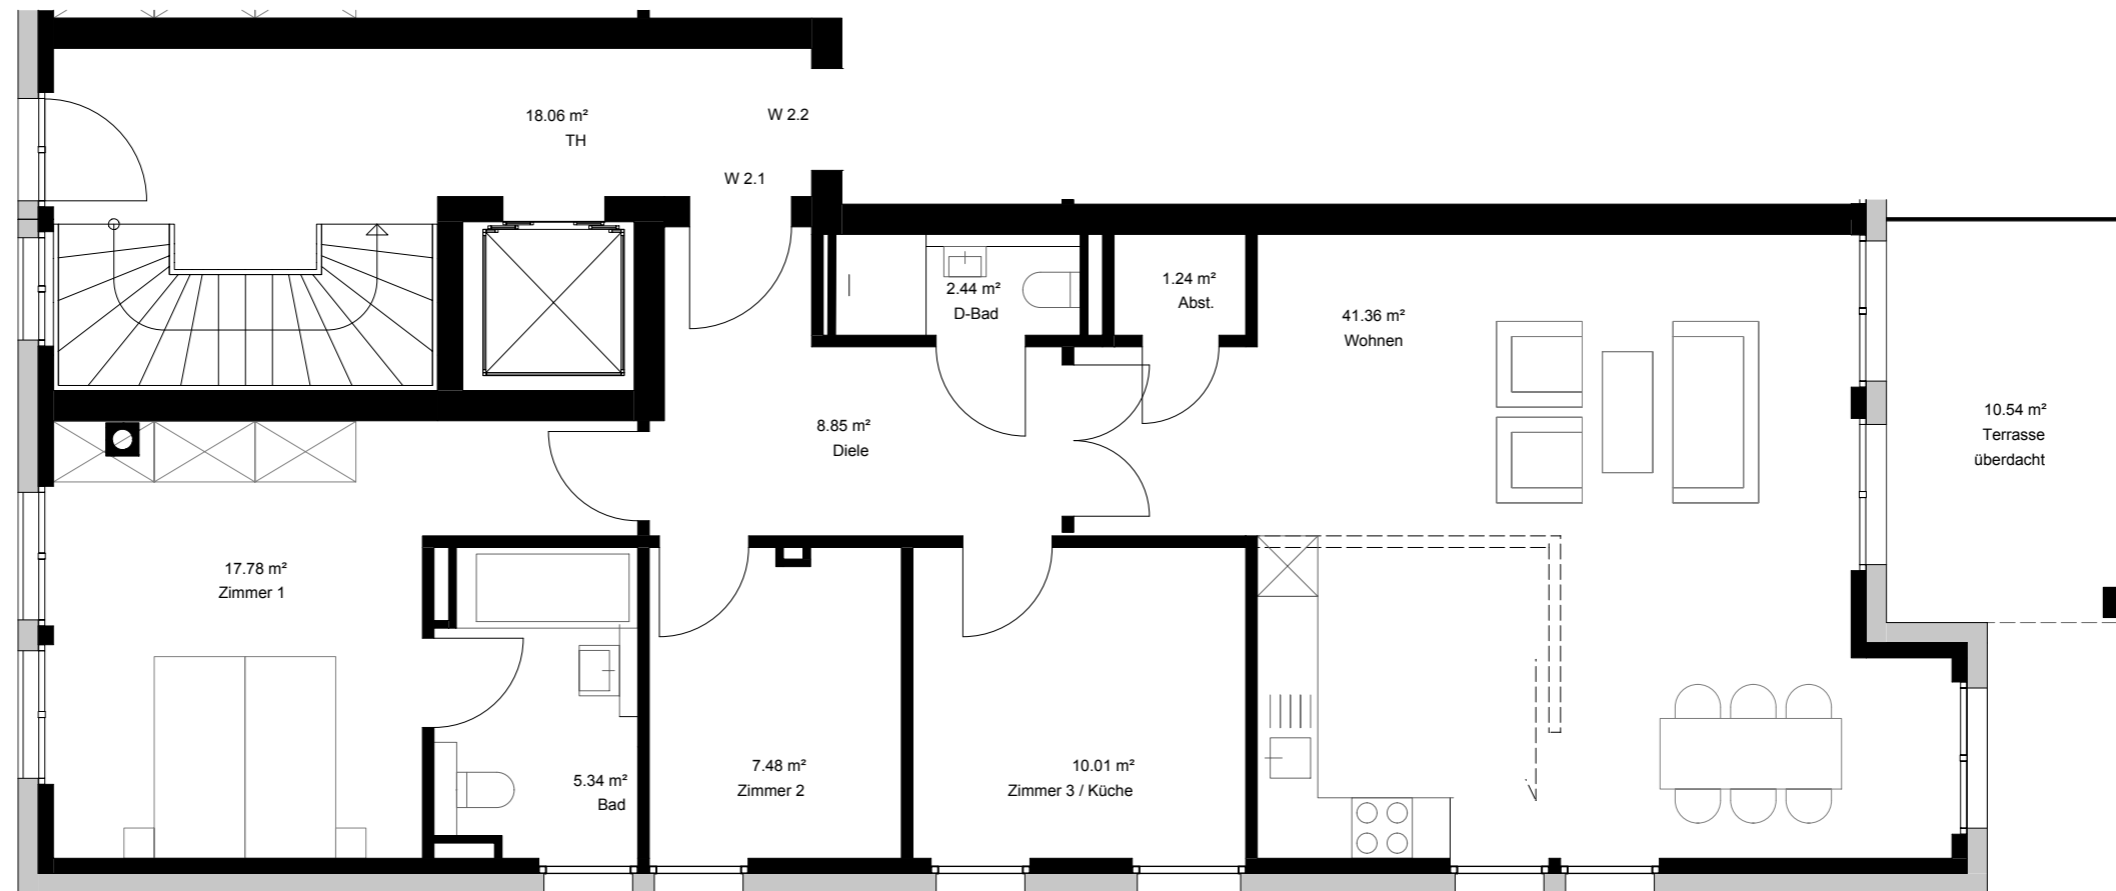 18.06 m²
TH
W 2.2
W 2.1
2.44 m²
D-Bad
1.24 m²
Abst.
41.36 m²
Wohnen
10.54 m²
Terrasse
überdacht
8.85 m²
Diele
17.78 m²
Zimmer 1
5.34 m²
Bad
7.48 m²
Zimmer 2
10.01 m²
Zimmer 3 / Küche